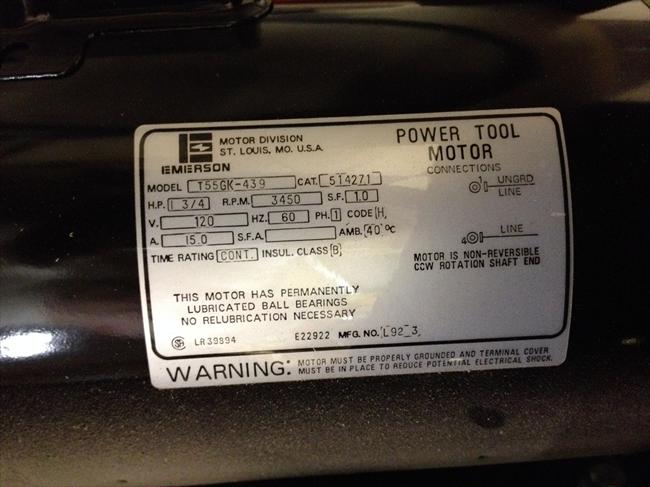 MOTOR DIVISION
ST. LOUIS, MO. U.S.A.
EMERSON
POWER TOOL
MOTOR
CONNECTIONS
MODEL T55GK-439 CAT. 514271
H.P. 1 3/4 R.P.M. 3450 S.F. 1.0
V. 120 HZ. 60 PH. 1 CODE H
A. 15.0 S.F.A. AMB. 40 °C
TIME RATING CONT. INSUL. CLASS B
1 UNGRD
LINE
4 LINE
MOTOR IS NON-REVERSIBLE
CCW ROTATION SHAFT END
THIS MOTOR HAS PERMANENTLY
LUBRICATED BALL BEARINGS
NO RELUBRICATION NECESSARY
LR39894 E22922 MFG. NO. L92 3
WARNING: MOTOR MUST BE PROPERLY GROUNDED AND TERMINAL COVER
MUST BE IN PLACE TO REDUCE POTENTIAL ELECTRICAL SHOCK.